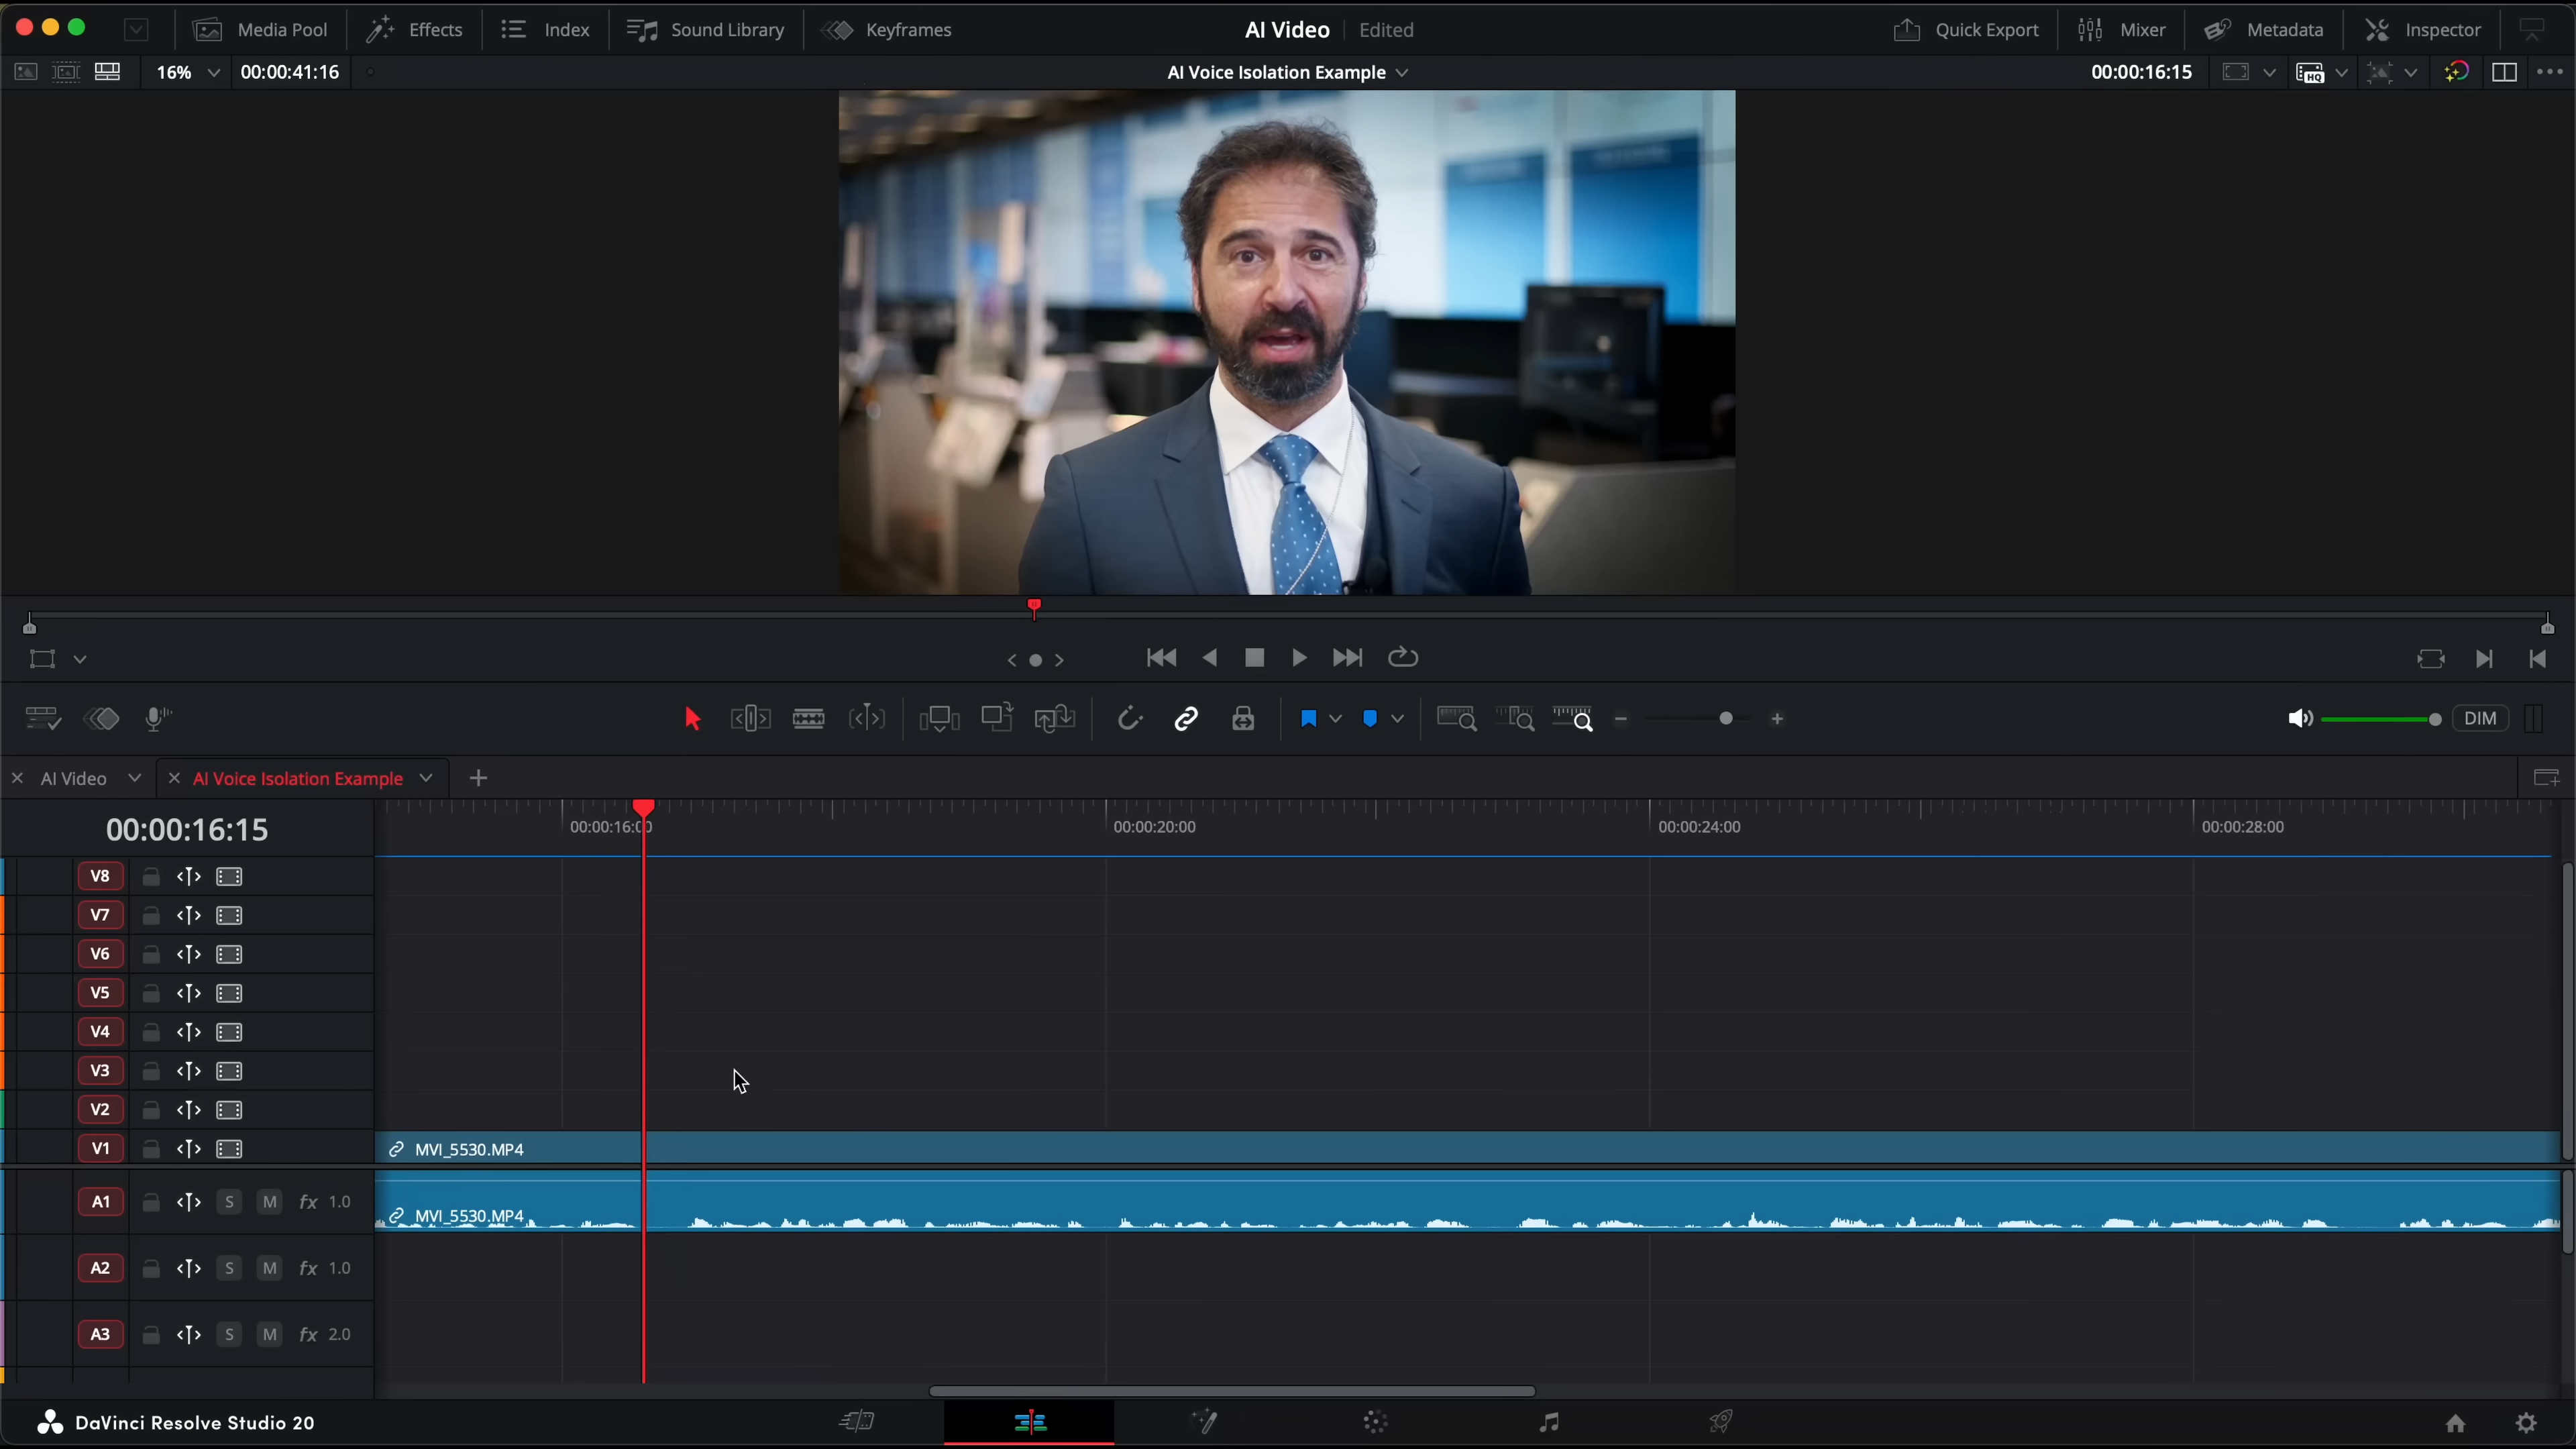 Media Pool Effects Index Sound Library Keyframes AI Video Edited Quick Export Mixer Metadata Inspector
16% 00:00:41:16 AI Voice Isolation Example 00:00:16:15 HQ
DIM
AI Video AI Voice Isolation Example
00:00:16:15 00:00:16:00 00:00:20:00 00:00:24:00 00:00:28:00
V8
V7
V6
V5
V4
V3
V2
V1 MVI_5530.MP4
A1 S M fx 1.0 MVI_5530.MP4
A2 S M fx 1.0
A3 S M fx 2.0
DaVinci Resolve Studio 20